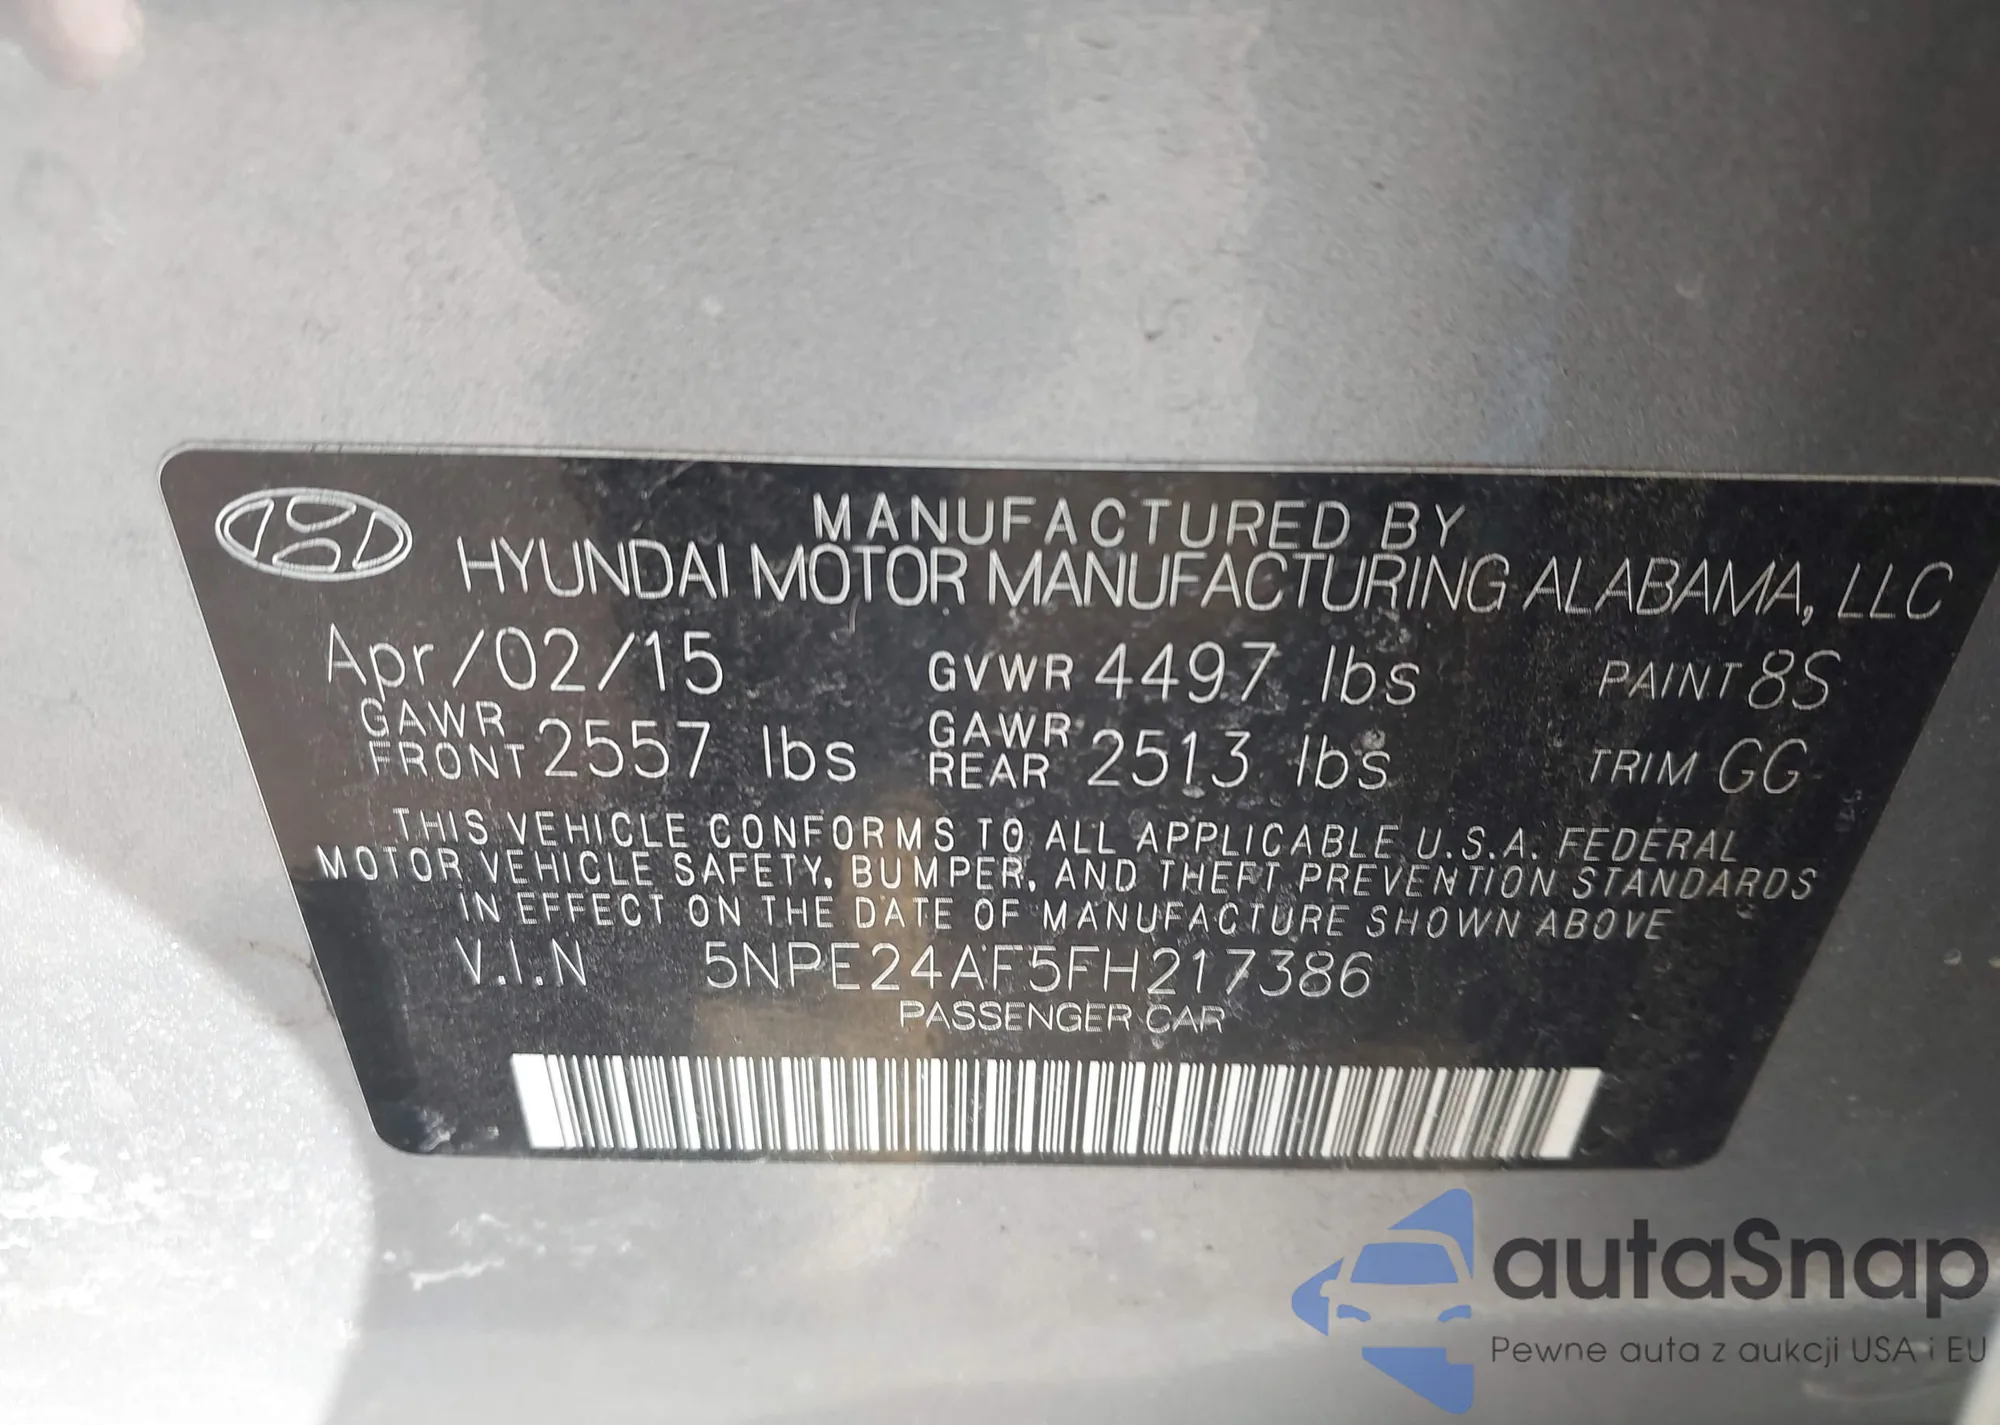 MANUFACTURED BY
HYUNDAI MOTOR MANUFACTURING ALABAMA, LLC
Apr/02/15 GVWR 4497 lbs PAINT 8S
GAWR FRONT 2557 lbs GAWR REAR 2513 lbs TRIM GG
THIS VEHICLE CONFORMS TO ALL APPLICABLE U.S.A. FEDERAL
MOTOR VEHICLE SAFETY, BUMPER, AND THEFT PREVENTION STANDARDS
IN EFFECT ON THE DATE OF MANUFACTURE SHOWN ABOVE
V.I.N 5NPE24AF5FH217386
PASSENGER CAR
autaSnap
Pewne auta z aukcji USA i EU